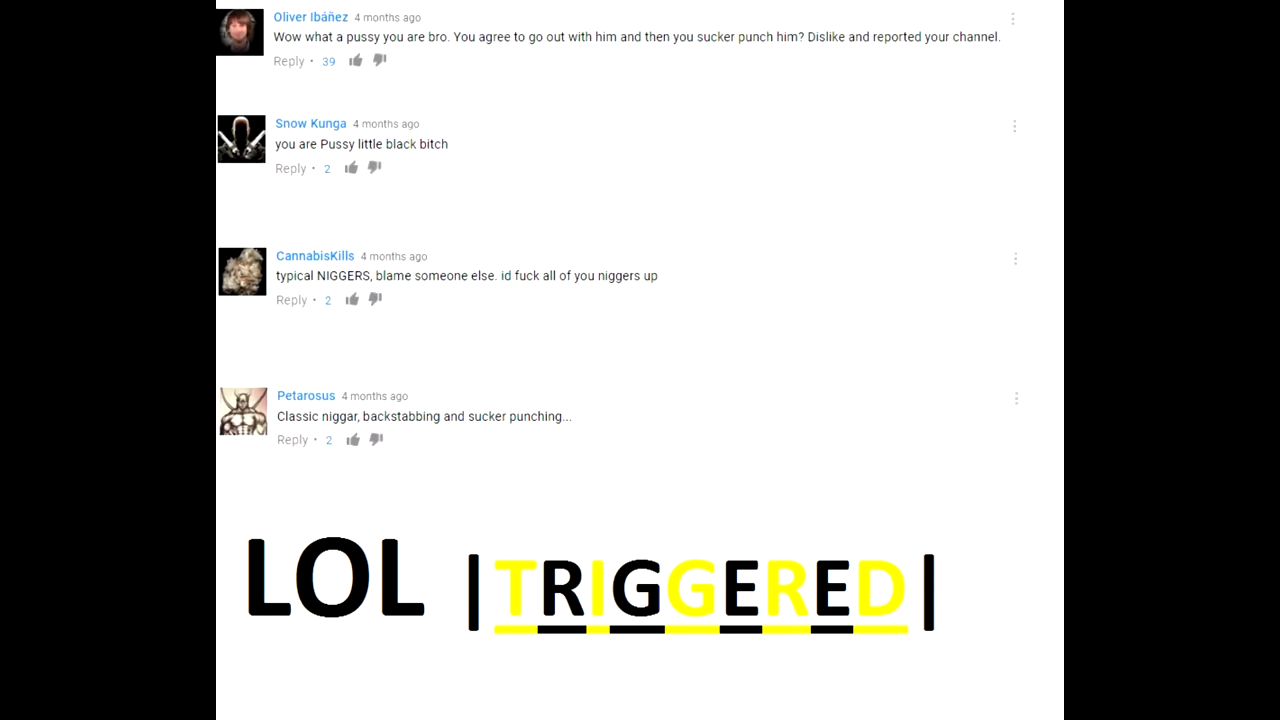 Oliver Ibáñez 4 months ago
Wow what a pussy you are bro. You agree to go out with him and then you sucker punch him? Dislike and reported your channel.
Reply • 39
Snow Kunga 4 months ago
you are Pussy little black bitch
Reply • 2
CannabisKills 4 months ago
typical NIGGERS, blame someone else. id fuck all of you niggers up
Reply • 2
Petarosus 4 months ago
Classic niggar, backstabbing and sucker punching...
Reply • 2
LOL |TRIGGERED|